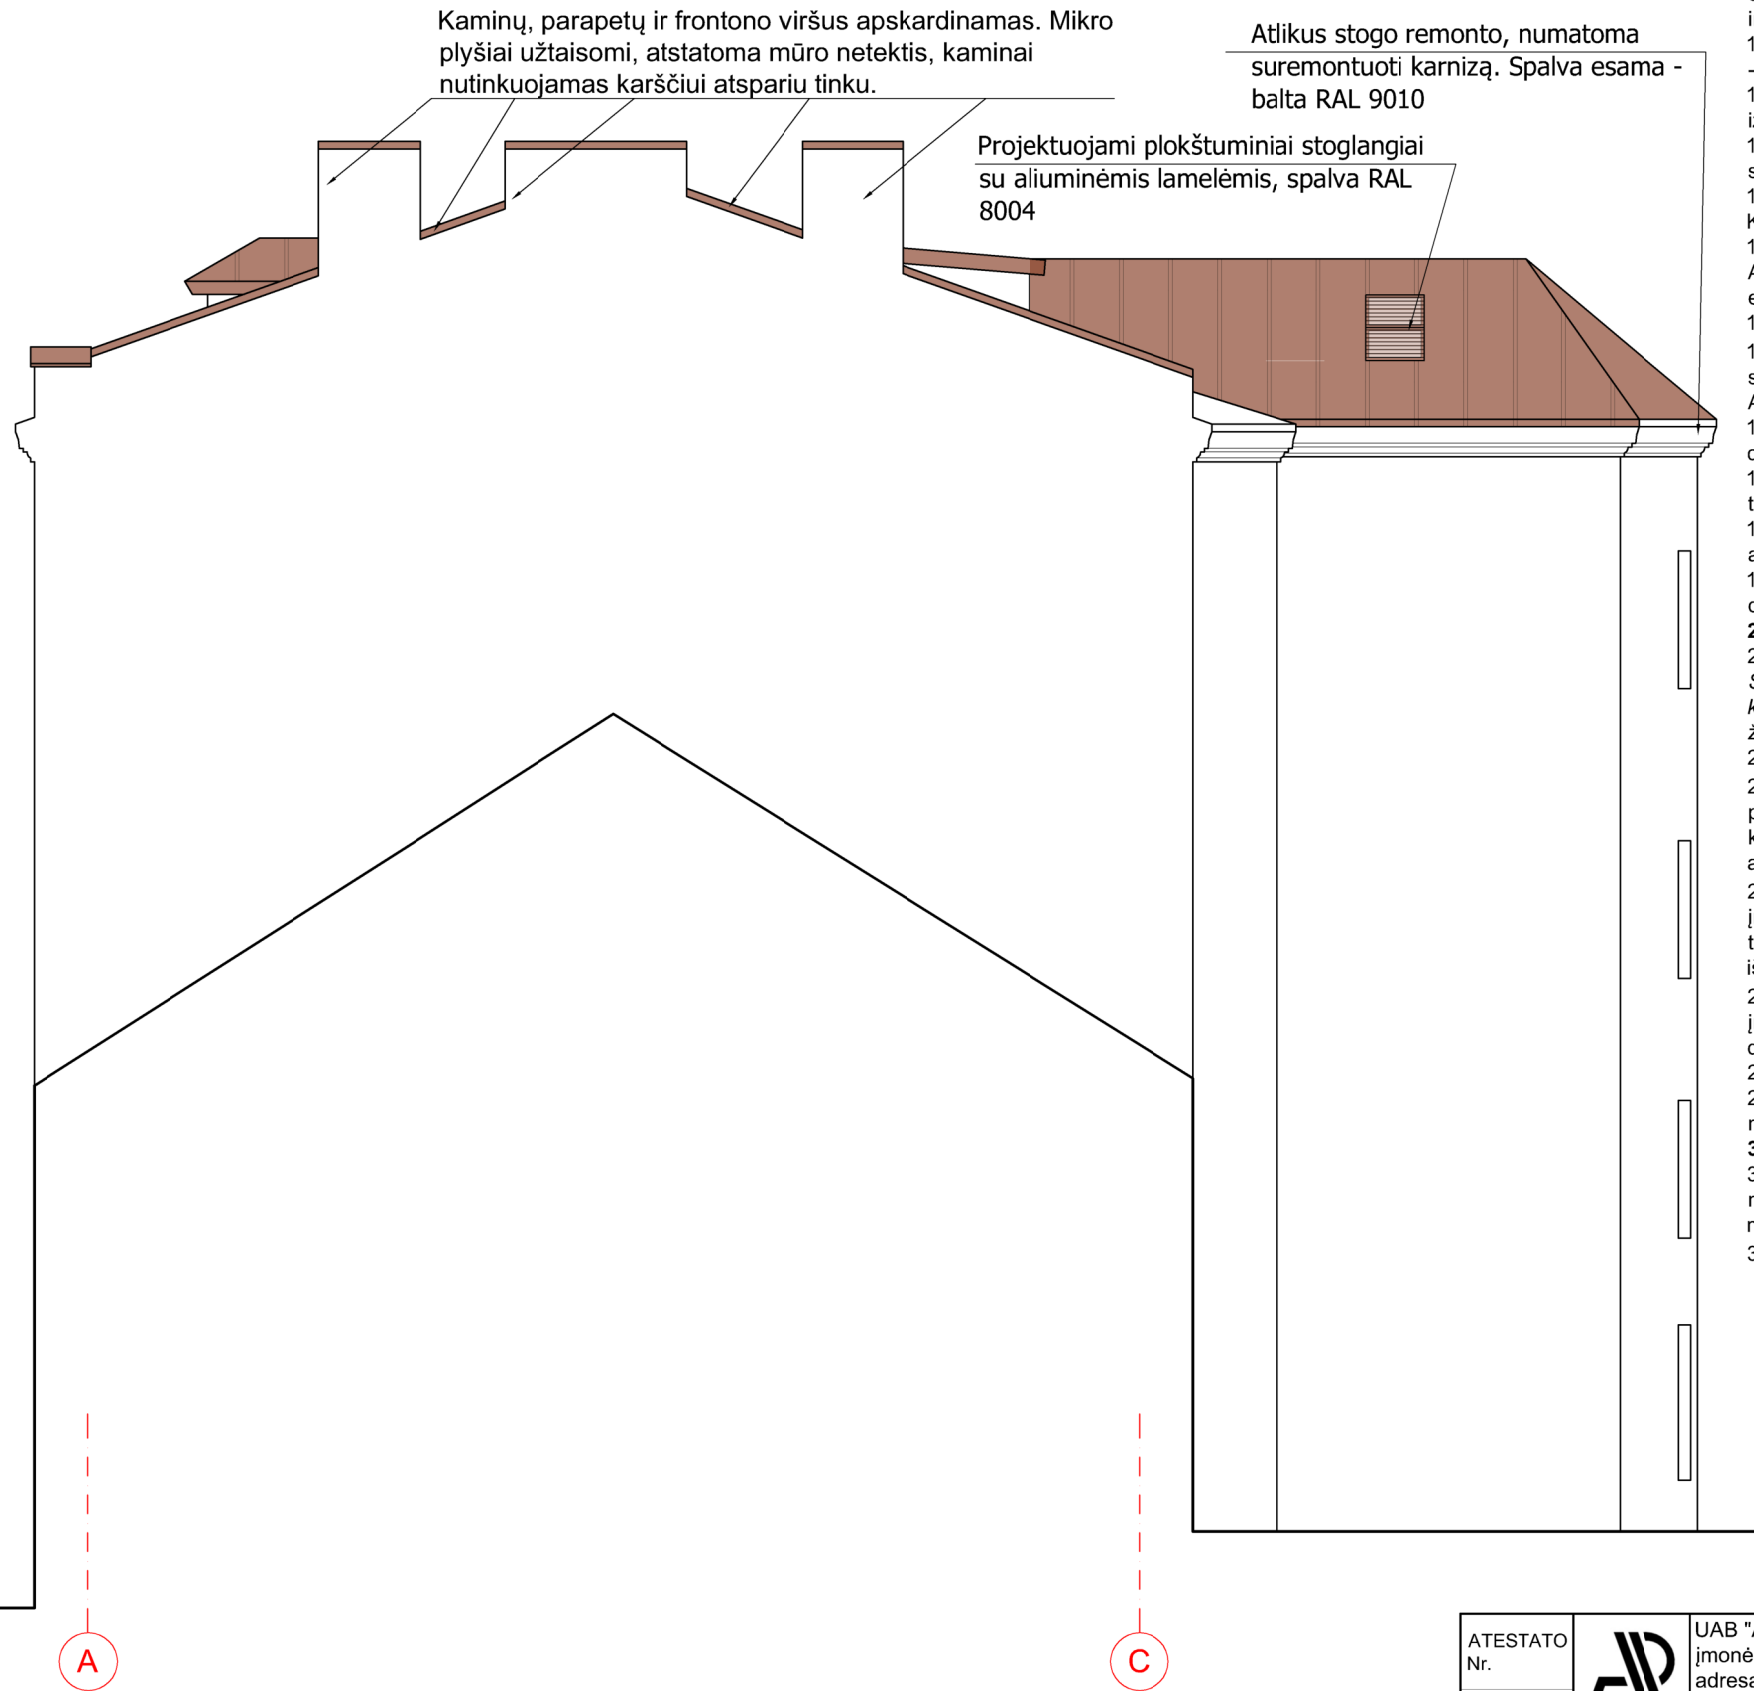 Kaminų, parapetų ir frontono viršus apskardinamas. Mikro
plyšiai užtaisomi, atstatoma mūro netektis, kaminai
nutinkuojamas karščiui atspariu tinku.
Atlikus stogo remonto, numatoma
suremontuoti karnizą. Spalva esama -
balta RAL 9010
Projektuojami plokštuminiai stoglangiai
su aliuminėmis lamelėmis, spalva RAL
8004
A
C
ATESTATO
Nr.
UAB "A
įmonė
adresa